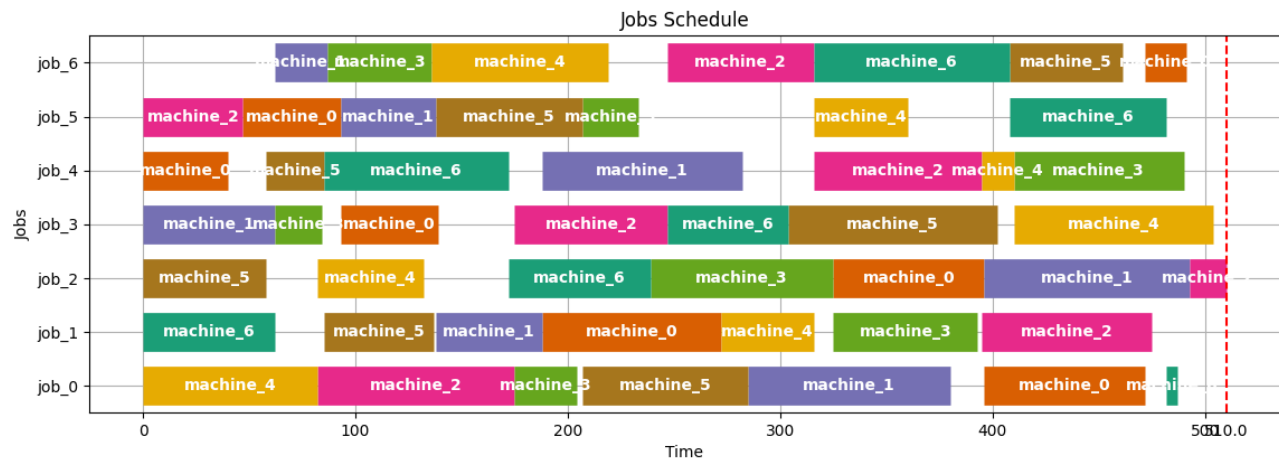 Jobs Schedule
job_6
machine_3 machine_4 machine_2 machine_6 machine_5
job_5
machine_2 machine_0 machine_1 machine_5 machine_4 machine_6
job_4
machine_0 machine_5 machine_6 machine_1 machine_2 machine_4 machine_3
job_3
machine_1 machine_0 machine_2 machine_6 machine_5 machine_4
job_2
machine_5 machine_4 machine_6 machine_3 machine_0 machine_1
job_1
machine_6 machine_5 machine_1 machine_0 machine_4 machine_3 machine_2
job_0
machine_4 machine_2 machine_3 machine_5 machine_1 machine_0
Jobs
0 100 200 300 400 500 510.0
Time